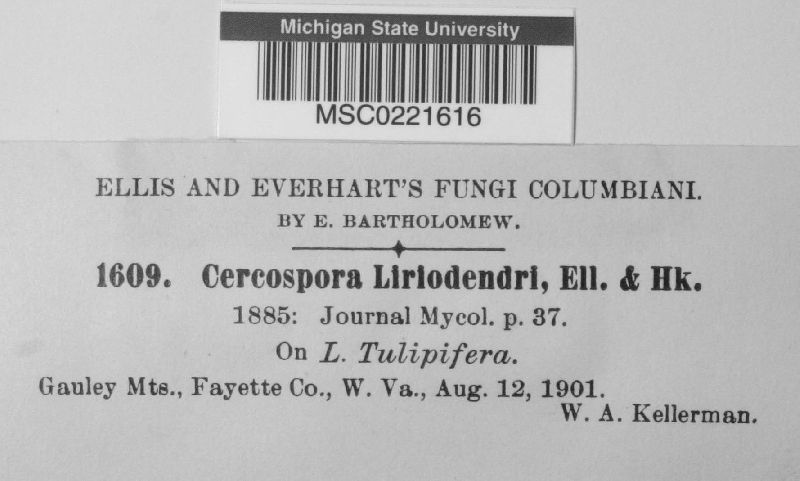 Michigan State University
MSC0221616
ELLIS AND EVERHART'S FUNGI COLUMBIANI.
BY E. BARTHOLOMEW.
1609. Cercospora Liriodendri, Ell. & Hk.
1885: Journal Mycol. p. 37.
On L. Tulipifera.
Gauley Mts., Fayette Co., W. Va., Aug. 12, 1901.
W. A. Kellerman.